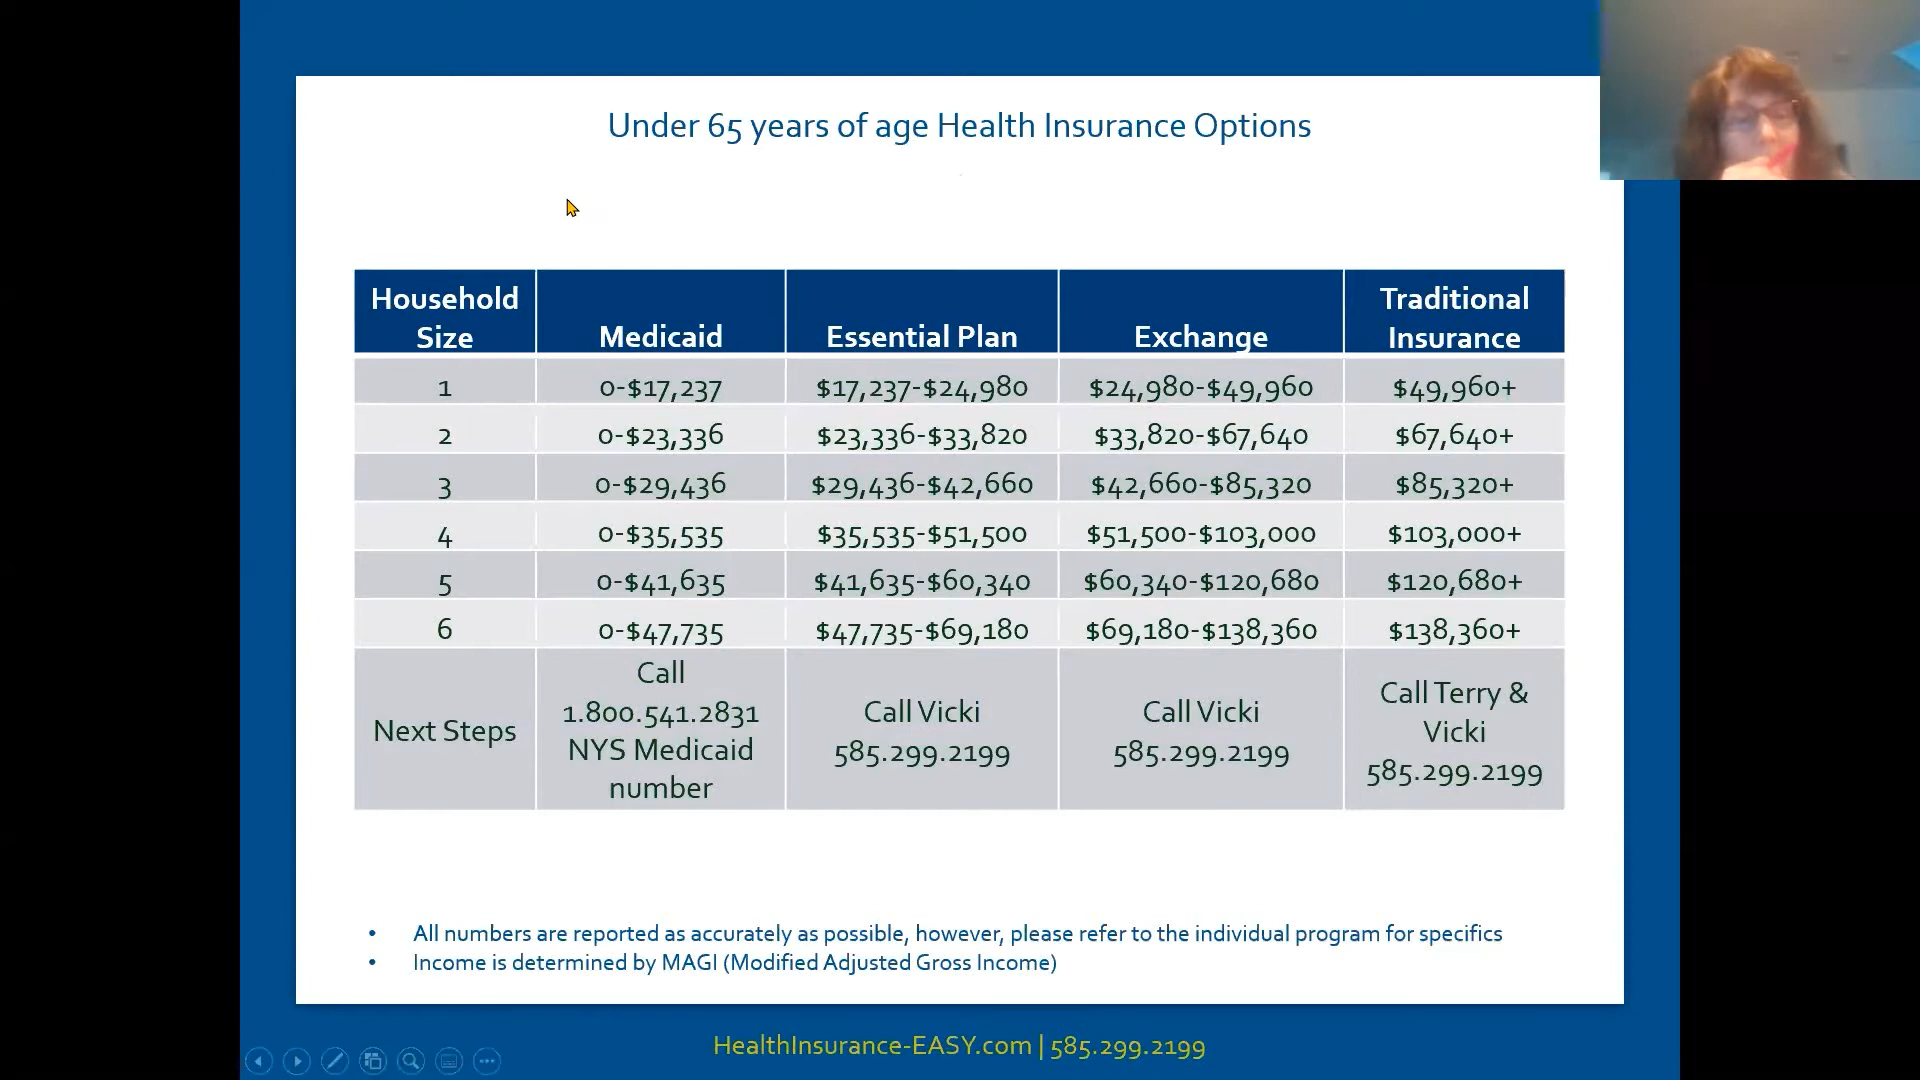 Under 65 years of age Health Insurance Options
Household Size Medicaid Essential Plan Exchange Traditional Insurance
1 0-$17,237 $17,237-$24,980 $24,980-$49,960 $49,960+
2 0-$23,336 $23,336-$33,820 $33,820-$67,640 $67,640+
3 0-$29,436 $29,436-$42,660 $42,660-$85,320 $85,320+
4 0-$35,535 $35,535-$51,500 $51,500-$103,000 $103,000+
5 0-$41,635 $41,635-$60,340 $60,340-$120,680 $120,680+
6 0-$47,735 $47,735-$69,180 $69,180-$138,360 $138,360+
Next Steps
Call
1.800.541.2831
NYS Medicaid
number
Call Vicki
585.299.2199
Call Vicki
585.299.2199
Call Terry &
Vicki
585.299.2199
• All numbers are reported as accurately as possible, however, please refer to the individual program for specifics
• Income is determined by MAGI (Modified Adjusted Gross Income)
HealthInsurance-EASY.com | 585.299.2199